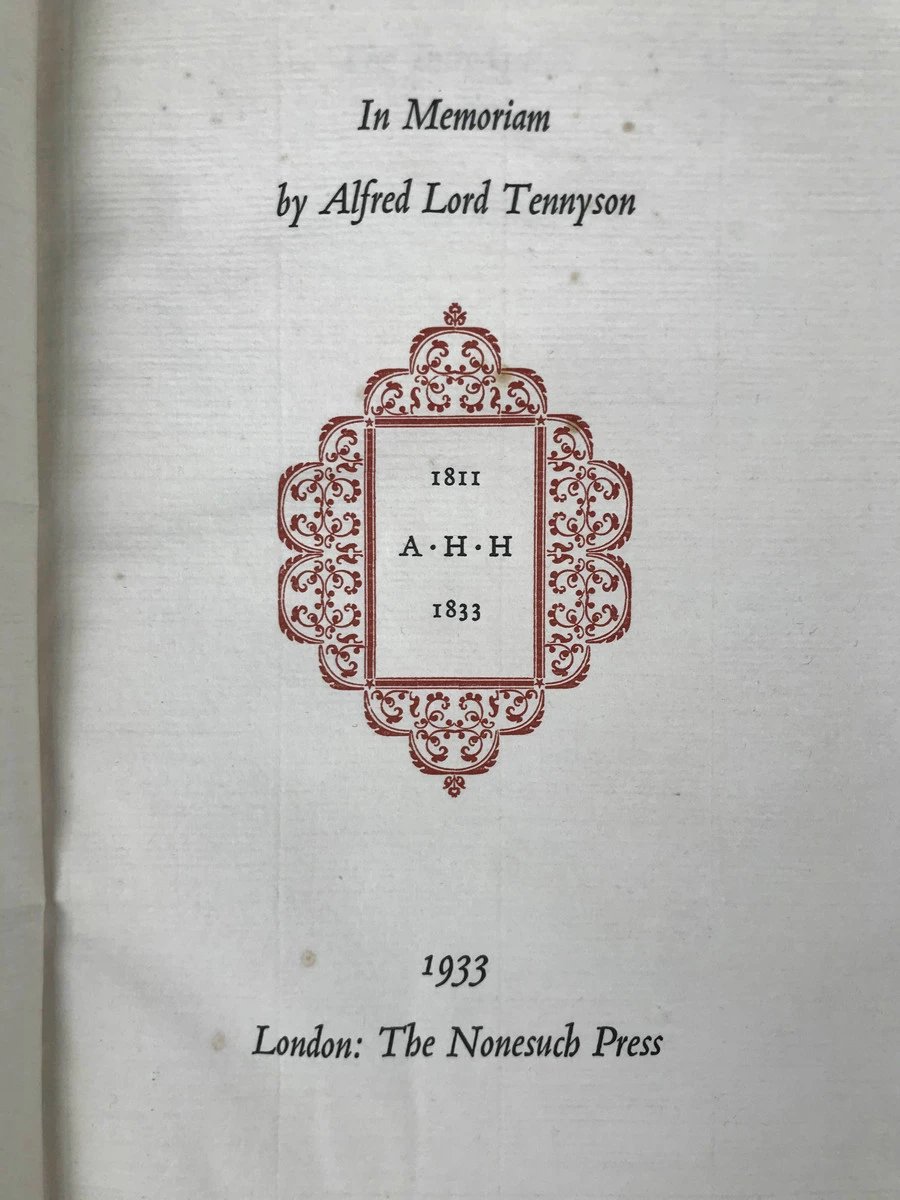 In Memoriam
by Alfred Lord Tennyson
1811
A·H·H
1833
1933
London: The Nonesuch Press